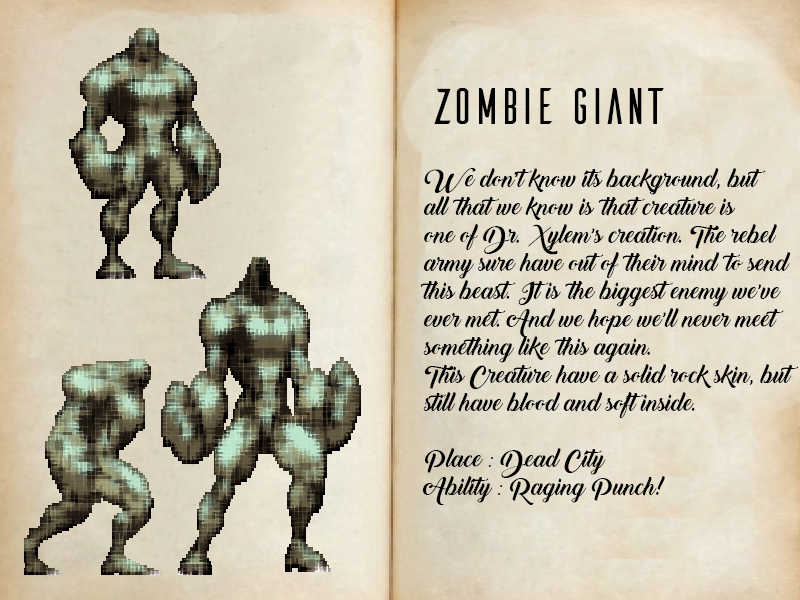 ZOMBIE GIANT
We don't know its background, but
all that we know is that creature is
one of Dr. Xylem's creation. The rebel
army sure have out of their mind to send
this beast. It is the biggest enemy we've
ever met. And we hope we'll never meet
something like this again.
This Creature have a solid rock skin, but
still have blood and soft inside.
Place : Dead City
Ability : Raging Punch!